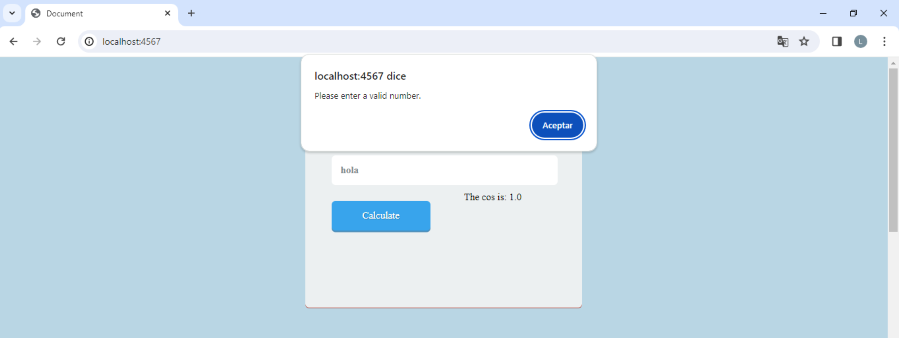 Document
localhost:4567
L
localhost:4567 dice
Please enter a valid number.
Aceptar
hola
The cos is: 1.0
Calculate